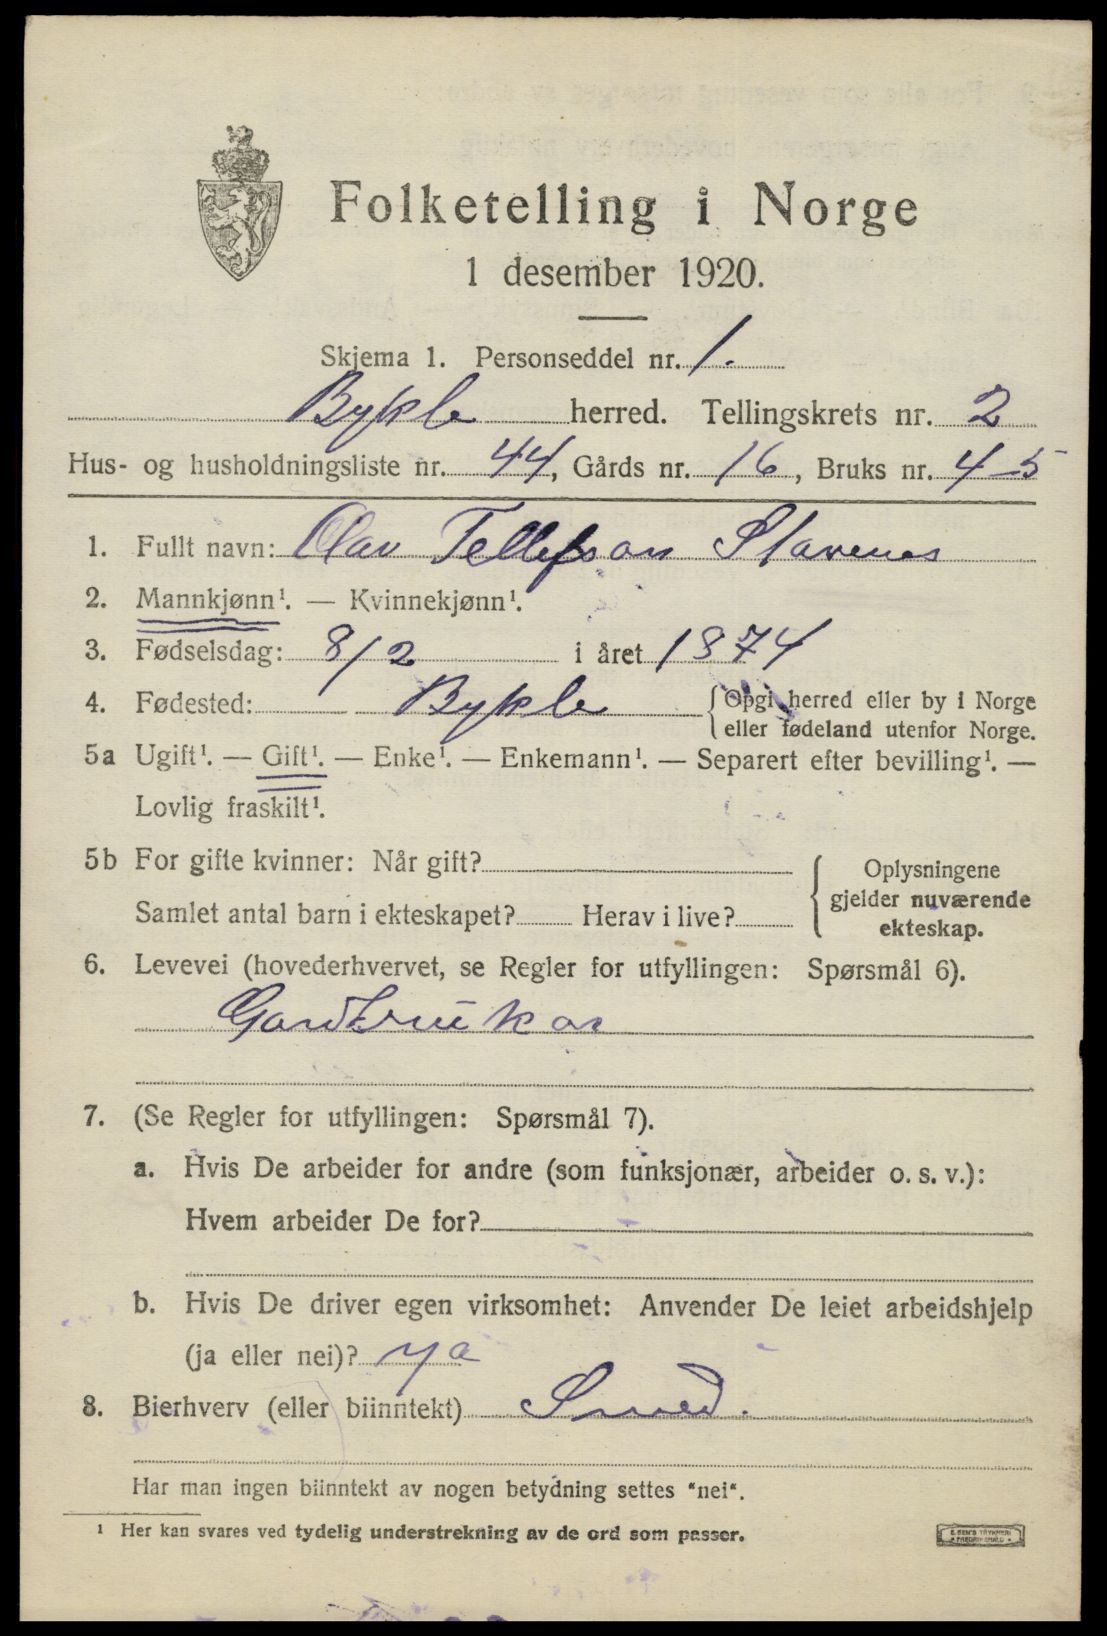 Folketelling i Norge
1 desember 1920.
Skjema 1. Personseddel nr. 1.
Bykle herred. Tellingskrets nr. 2
Hus- og husholdningsliste nr. 44, Gårds nr. 16, Bruks nr. 4-5
1. Fullt navn: Olav Tellefson Stavenes
2. Mannkjønn¹. — Kvinnekjønn¹.
3. Fødselsdag: 8/2 i året 1874
4. Fødested: Bykle {Opgi herred eller by i Norge
eller fødeland utenfor Norge.
5a Ugift¹. — Gift¹. — Enke¹. — Enkemann¹. — Separert efter bevilling¹. —
Lovlig fraskilt¹.
5b For gifte kvinner: Når gift?
Samlet antal barn i ekteskapet? Herav i live?
Oplysningene
gjelder nuværende
ekteskap.
6. Levevei (hovederhvervet, se Regler for utfyllingen: Spørsmål 6).
Gardbrukar
7. (Se Regler for utfyllingen: Spørsmål 7).
a. Hvis De arbeider for andre (som funksjonær, arbeider o. s. v.):
Hvem arbeider De for?
b. Hvis De driver egen virksomhet: Anvender De leiet arbeidshjelp
(ja eller nei)? ya
8. Bierhverv (eller biinntekt) Smed.
Har man ingen biinntekt av nogen betydning settes "nei".
¹ Her kan svares ved tydelig understrekning av de ord som passer.